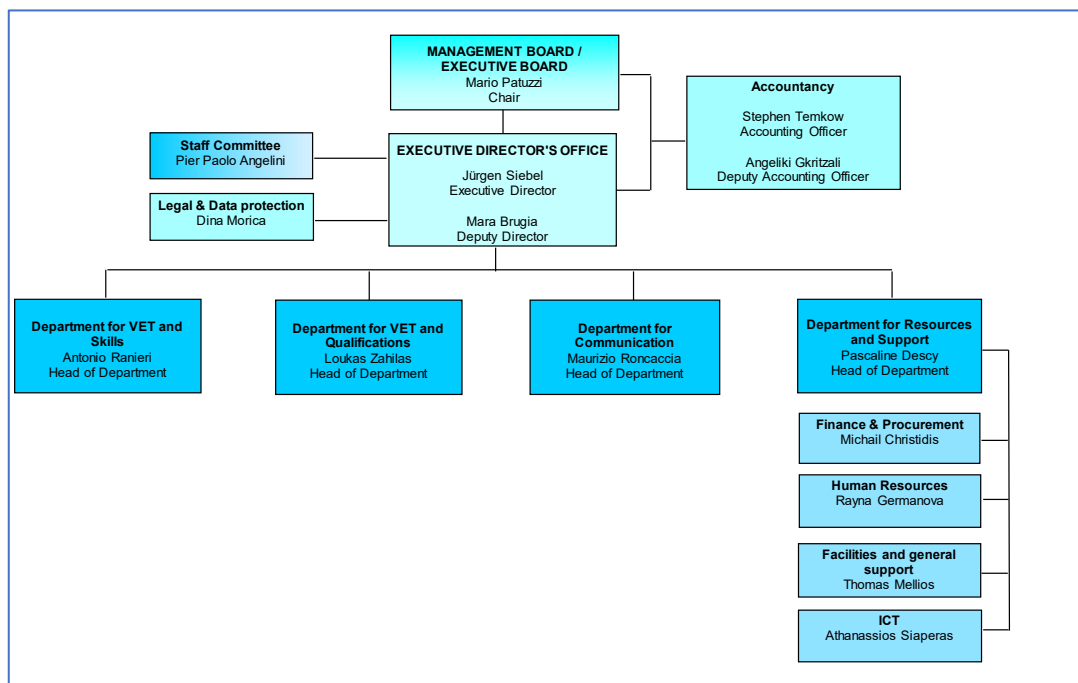 MANAGEMENT BOARD /
EXECUTIVE BOARD
Mario Patuzzi
Chair
Accountancy
Stephen Temkow
Accounting Officer
Angeliki Gkritzali
Deputy Accounting Officer
Staff Committee
Pier Paolo Angelini
EXECUTIVE DIRECTOR'S OFFICE
Jürgen Siebel
Executive Director
Mara Brugia
Deputy Director
Legal & Data protection
Dina Morica
Department for VET and
Skills
Antonio Ranieri
Head of Department
Department for VET and
Qualifications
Loukas Zahilas
Head of Department
Department for
Communication
Maurizio Roncaccia
Head of Department
Department for Resources
and Support
Pascaline Descy
Head of Department
Finance & Procurement
Michail Christidis
Human Resources
Rayna Germanova
Facilities and general
support
Thomas Mellios
ICT
Athanassios Siaperas